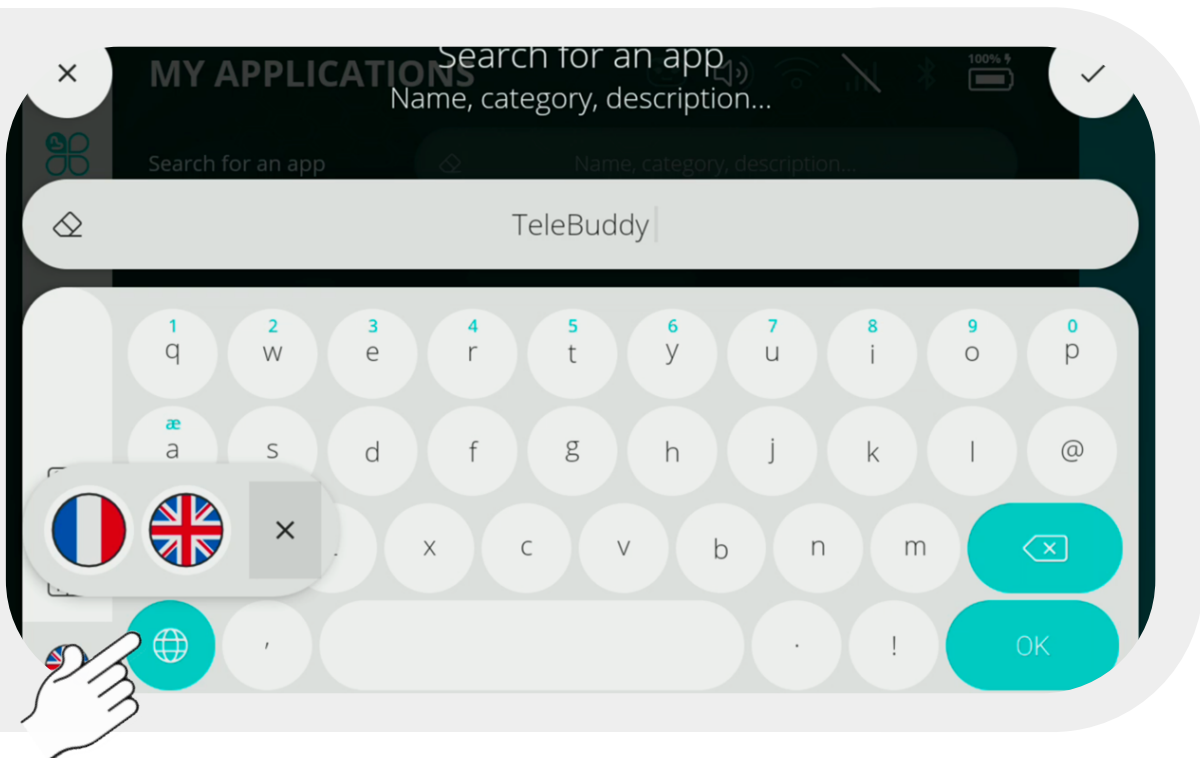 Search for an app
Name, category, description...
MY APPLICATIONS
100%
Search for an app
Name, category, description...
TeleBuddy
1 2 3 4 5 6 7 8 9 0
q w e r t y u i o p
æ
a s d f g h j k l @
x c v b n m
, . ! OK